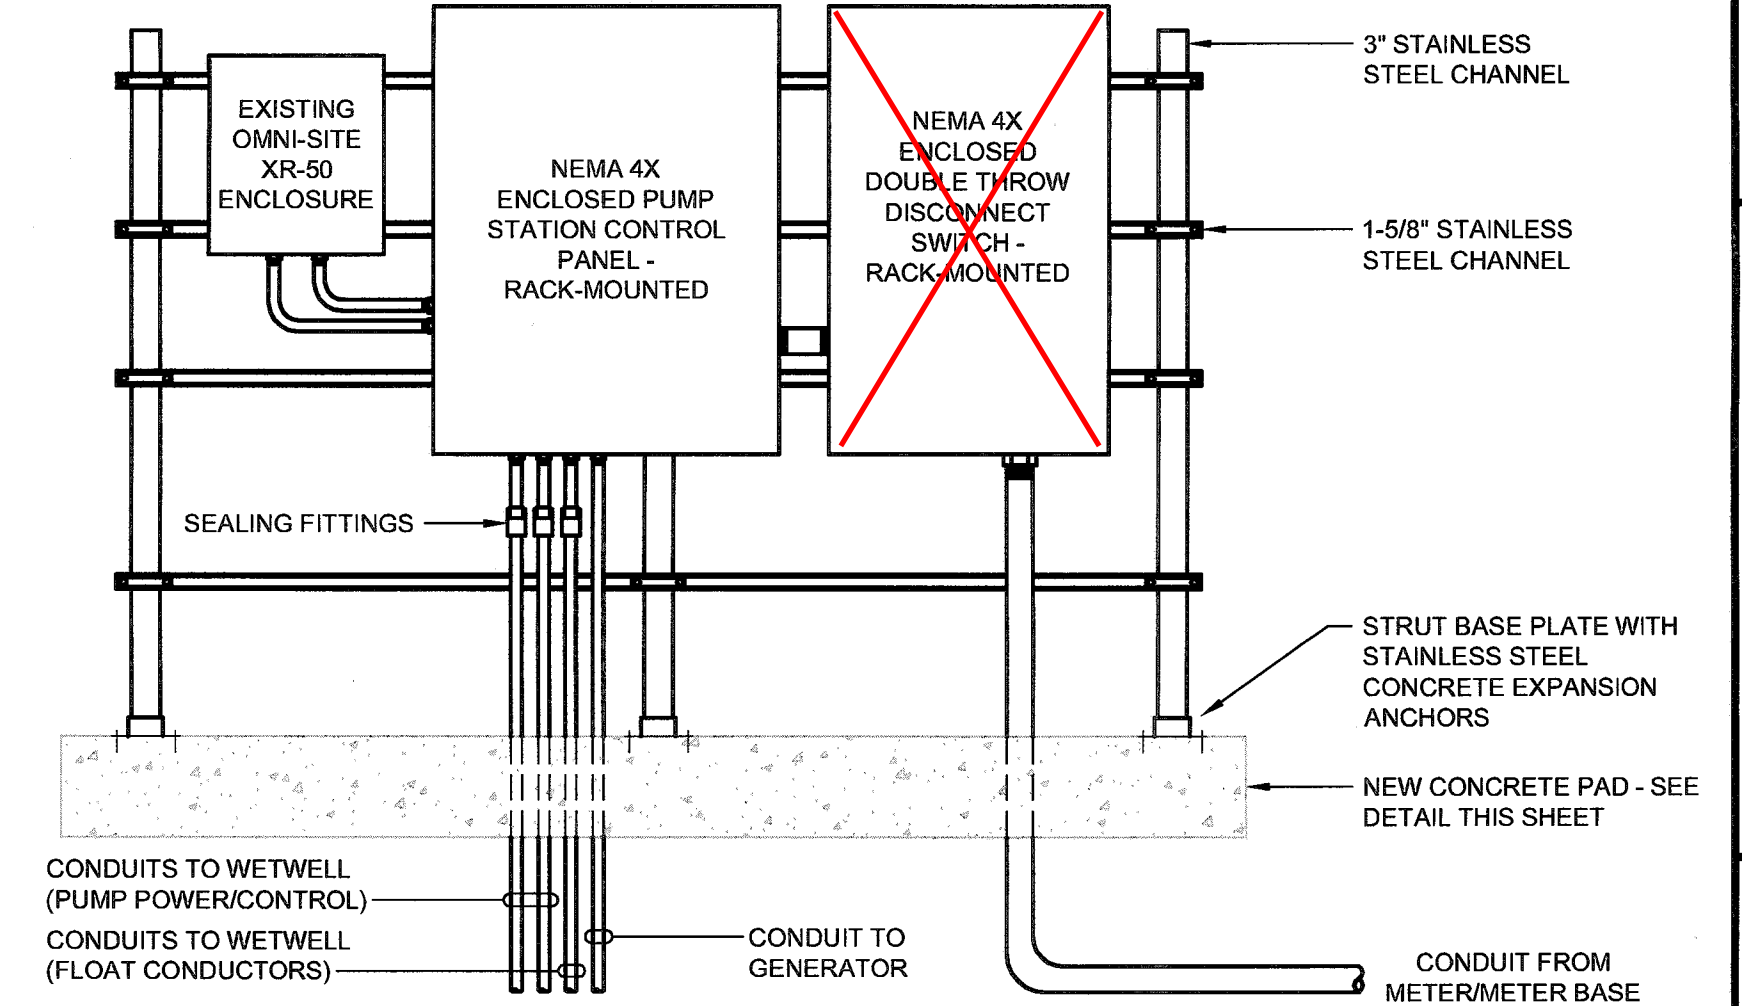 3" STAINLESS
STEEL CHANNEL
EXISTING
OMNI-SITE
XR-50
ENCLOSURE
NEMA 4X
ENCLOSED PUMP
STATION CONTROL
PANEL -
RACK-MOUNTED
NEMA 4X
ENCLOSED
DOUBLE THROW
DISCONNECT
SWITCH -
RACK-MOUNTED
1-5/8" STAINLESS
STEEL CHANNEL
SEALING FITTINGS
STRUT BASE PLATE WITH
STAINLESS STEEL
CONCRETE EXPANSION
ANCHORS
NEW CONCRETE PAD - SEE
DETAIL THIS SHEET
CONDUITS TO WETWELL
(PUMP POWER/CONTROL)
CONDUITS TO WETWELL
(FLOAT CONDUCTORS)
CONDUIT TO
GENERATOR
CONDUIT FROM
METER/METER BASE